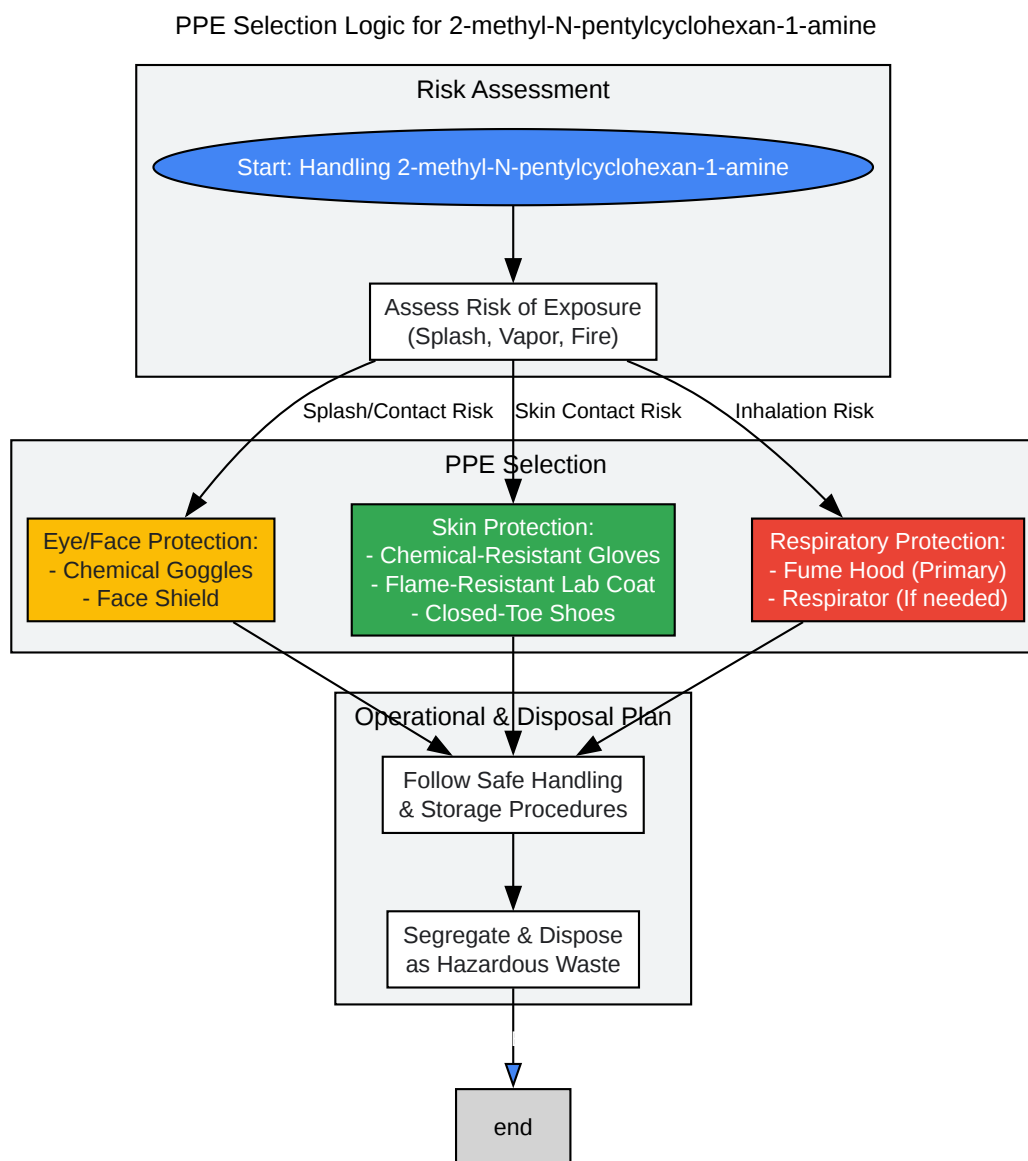 PPE Selection Logic for 2-methyl-N-pentylcyclohexan-1-amine
Risk Assessment
Start: Handling 2-methyl-N-pentylcyclohexan-1-amine
Assess Risk of Exposure
(Splash, Vapor, Fire)
Splash/Contact Risk
Skin Contact Risk
Inhalation Risk
PPE Selection
Eye/Face Protection:
- Chemical Goggles
- Face Shield
Skin Protection:
- Chemical-Resistant Gloves
- Flame-Resistant Lab Coat
- Closed-Toe Shoes
Respiratory Protection:
- Fume Hood (Primary)
- Respirator (If needed)
Operational & Disposal Plan
Follow Safe Handling
& Storage Procedures
Segregate & Dispose
as Hazardous Waste
end